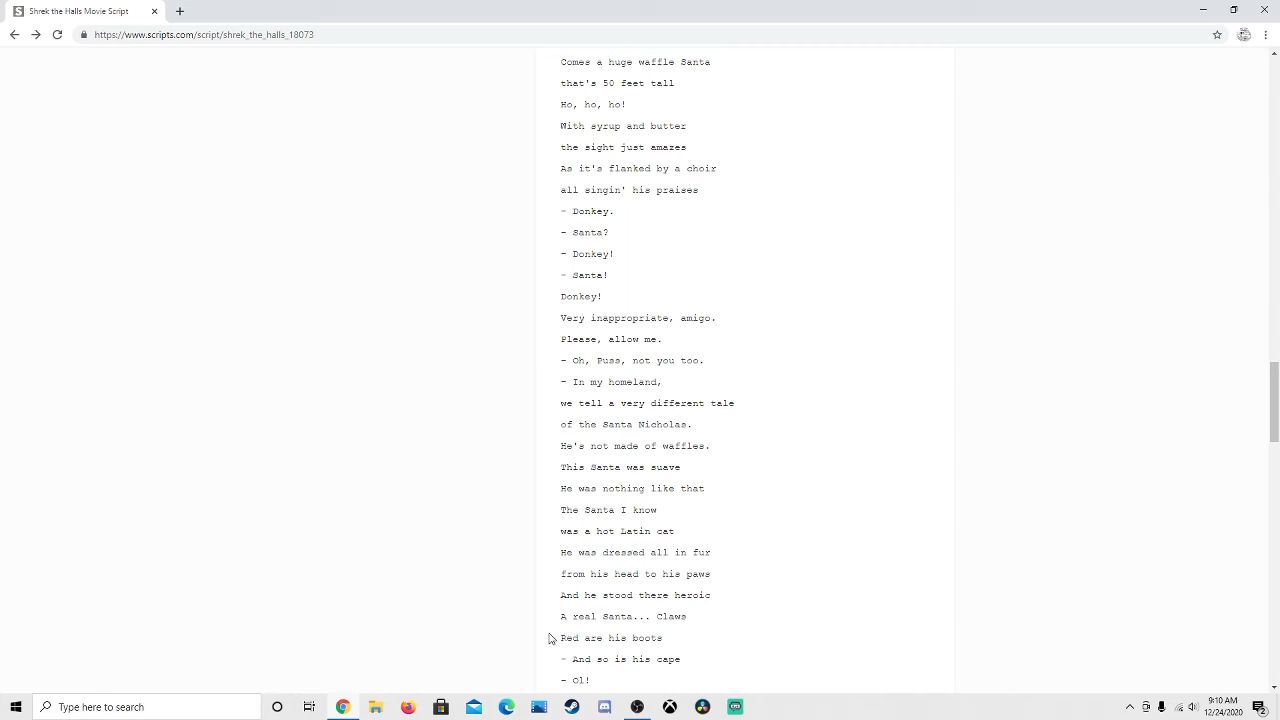 Shrek the Halls Movie Script
https://www.scripts.com/script/shrek_the_halls_18073
Comes a huge waffle Santa
that's 50 feet tall
Ho, ho, ho!
With syrup and butter
the sight just amazes
As it's flanked by a choir
all singin' his praises
- Donkey.
- Santa?
- Donkey!
- Santa!
Donkey!
Very inappropriate, amigo.
Please, allow me.
- Oh, Puss, not you too.
- In my homeland,
we tell a very different tale
of the Santa Nicholas.
He's not made of waffles.
This Santa was suave
He was nothing like that
The Santa I know
was a hot Latin cat
He was dressed all in fur
from his head to his paws
And he stood there heroic
A real Santa... Claws
Red are his boots
- And so is his cape
- Ol!
Type here to search
9:10 AM
12/24/2020
2